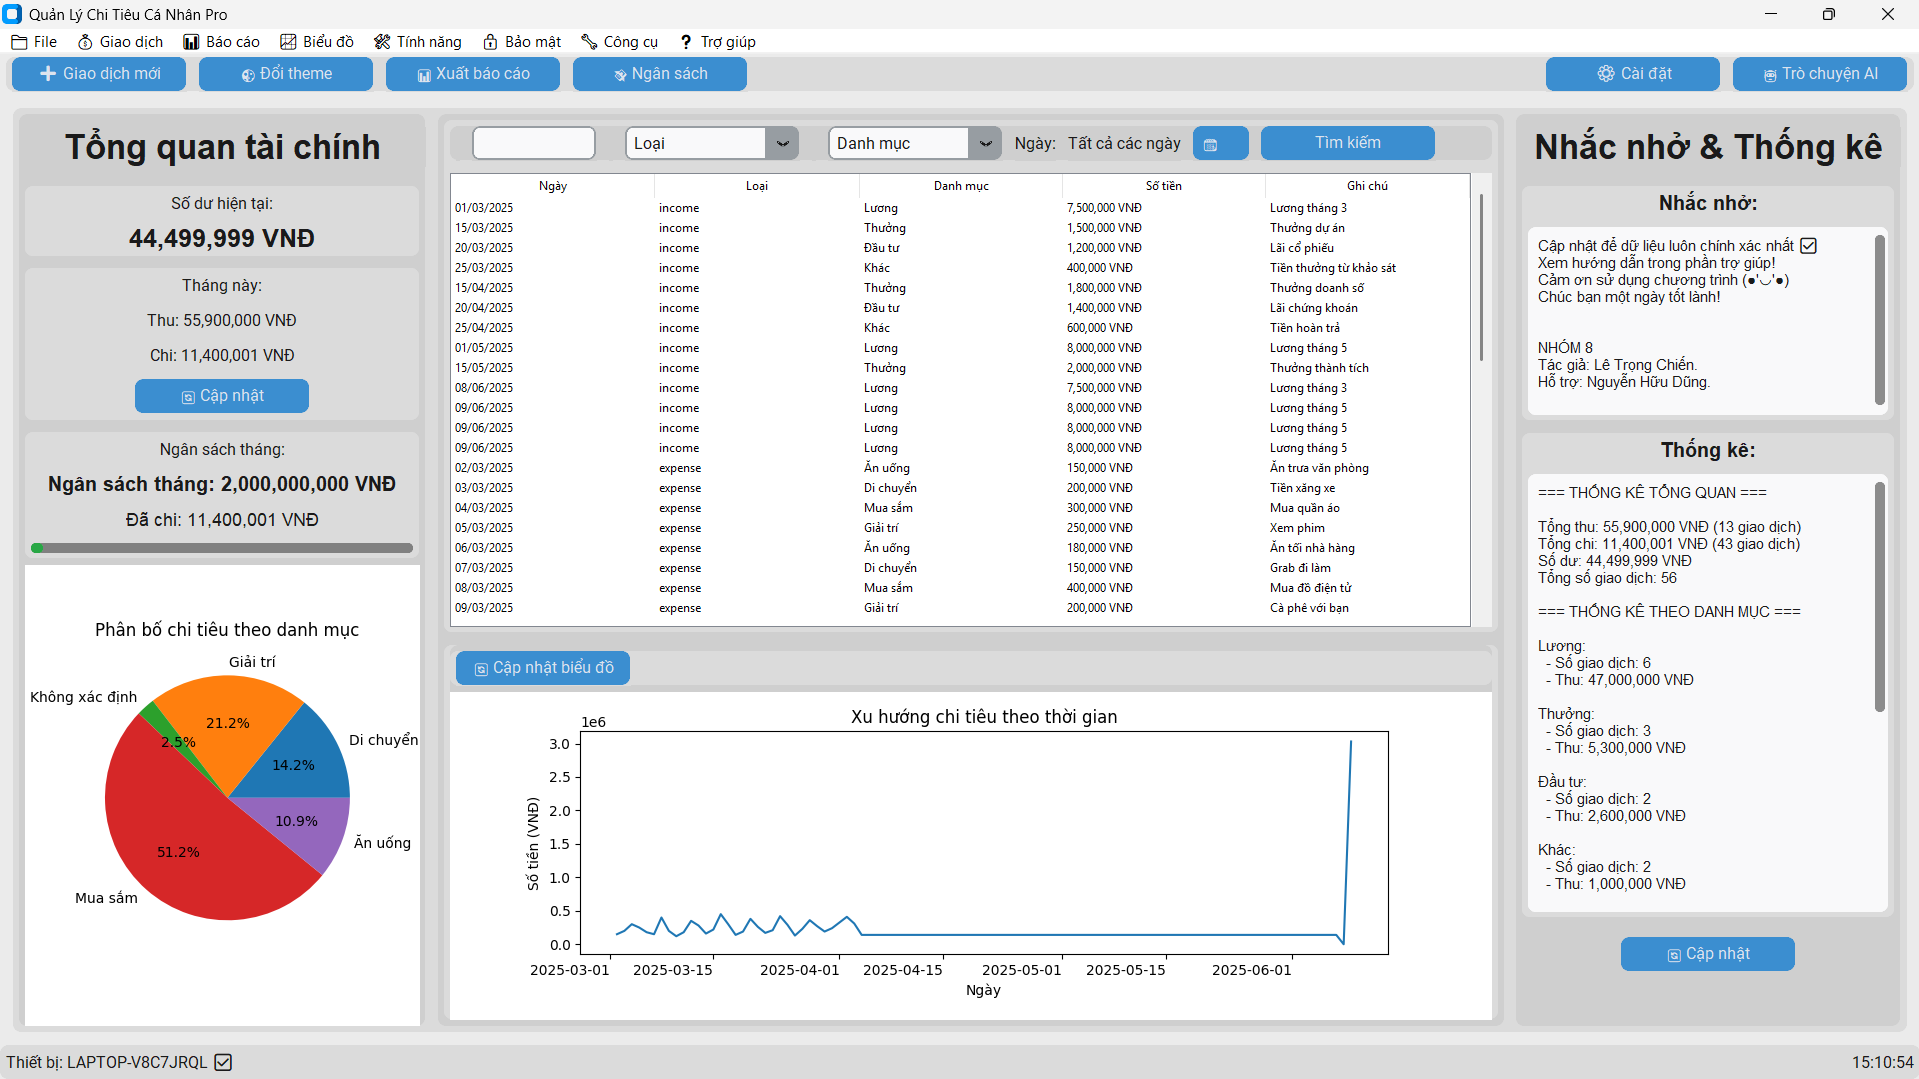 Quản Lý Chi Tiêu Cá Nhân Pro
File Giao dịch Báo cáo Biểu đồ Tính năng Bảo mật Công cụ Trợ giúp
Giao dịch mới Đổi theme Xuất báo cáo Ngân sách Cài đặt Trò chuyện AI
Tổng quan tài chính
Số dư hiện tại:
44,499,999 VNĐ
Tháng này:
Thu: 55,900,000 VNĐ
Chi: 11,400,001 VNĐ
Cập nhật
Ngân sách tháng:
Ngân sách tháng: 2,000,000,000 VNĐ
Đã chi: 11,400,001 VNĐ
Phân bố chi tiêu theo danh mục
Giải trí
Không xác định
21.2%
2.5%
Di chuyển
14.2%
10.9%
Ăn uống
51.2%
Mua sắm
Loại Danh mục Ngày: Tất cả các ngày Tìm kiếm
Ngày Loại Danh mục Số tiền Ghi chú
01/03/2025 income Lương 7,500,000 VNĐ Lương tháng 3
15/03/2025 income Thưởng 1,500,000 VNĐ Thưởng dự án
20/03/2025 income Đầu tư 1,200,000 VNĐ Lãi cổ phiếu
25/03/2025 income Khác 400,000 VNĐ Tiền thưởng từ khảo sát
15/04/2025 income Thưởng 1,800,000 VNĐ Thưởng doanh số
20/04/2025 income Đầu tư 1,400,000 VNĐ Lãi chứng khoán
25/04/2025 income Khác 600,000 VNĐ Tiền hoàn trả
01/05/2025 income Lương 8,000,000 VNĐ Lương tháng 5
15/05/2025 income Thưởng 2,000,000 VNĐ Thưởng thành tích
08/06/2025 income Lương 7,500,000 VNĐ Lương tháng 3
09/06/2025 income Lương 8,000,000 VNĐ Lương tháng 5
09/06/2025 income Lương 8,000,000 VNĐ Lương tháng 5
09/06/2025 income Lương 8,000,000 VNĐ Lương tháng 5
02/03/2025 expense Ăn uống 150,000 VNĐ Ăn trưa văn phòng
03/03/2025 expense Di chuyển 200,000 VNĐ Tiền xăng xe
04/03/2025 expense Mua sắm 300,000 VNĐ Mua quần áo
05/03/2025 expense Giải trí 250,000 VNĐ Xem phim
06/03/2025 expense Ăn uống 180,000 VNĐ Ăn tối nhà hàng
07/03/2025 expense Di chuyển 150,000 VNĐ Grab đi làm
08/03/2025 expense Mua sắm 400,000 VNĐ Mua đồ điện tử
09/03/2025 expense Giải trí 200,000 VNĐ Cà phê với bạn
Cập nhật biểu đồ
Xu hướng chi tiêu theo thời gian
1e6
3.0
2.5
2.0
1.5
1.0
0.5
0.0
Số tiền (VNĐ)
2025-03-01 2025-03-15 2025-04-01 2025-04-15 2025-05-01 2025-05-15 2025-06-01
Ngày
Nhắc nhở & Thống kê
Nhắc nhở:
Cập nhật để dữ liệu luôn chính xác nhất
Xem hướng dẫn trong phần trợ giúp!
Cảm ơn sử dụng chương trình (●'◡'●)
Chúc bạn một ngày tốt lành!
NHÓM 8
Tác giả: Lê Trọng Chiến.
Hỗ trợ: Nguyễn Hữu Dũng.
Thống kê:
=== THỐNG KÊ TỔNG QUAN ===
Tổng thu: 55,900,000 VNĐ (13 giao dịch)
Tổng chi: 11,400,001 VNĐ (43 giao dịch)
Số dư: 44,499,999 VNĐ
Tổng số giao dịch: 56
=== THỐNG KÊ THEO DANH MỤC ===
Lương:
- Số giao dịch: 6
- Thu: 47,000,000 VNĐ
Thưởng:
- Số giao dịch: 3
- Thu: 5,300,000 VNĐ
Đầu tư:
- Số giao dịch: 2
- Thu: 2,600,000 VNĐ
Khác:
- Số giao dịch: 2
- Thu: 1,000,000 VNĐ
Cập nhật
Thiết bị: LAPTOP-V8C7JRQL
15:10:54